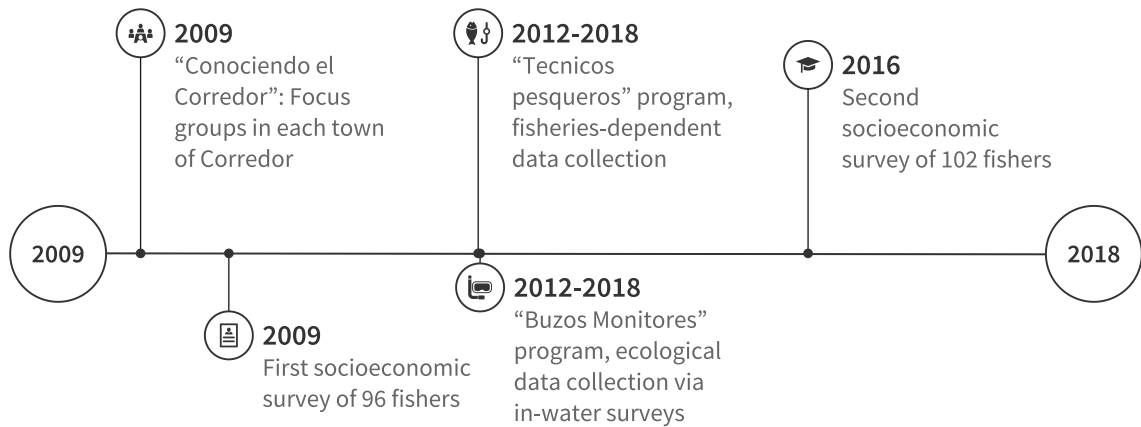 2009
“Conociendo el
Corredor”: Focus
groups in each town
of Corredor
2012-2018
“Tecnicos
pesqueros” program,
fisheries-dependent
data collection
2016
Second
socioeconomic
survey of 102 fishers
2009
2018
2009
First socioeconomic
survey of 96 fishers
2012-2018
“Buzos Monitores”
program, ecological
data collection via
in-water surveys